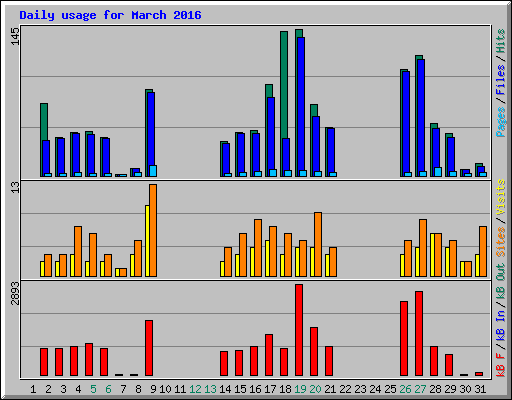 Daily usage for March 2016
145
Pages / Files / Hits
13
Sites / Visits
2893
kB F / kB In / kB Out
1 2 3 4 5 6 7 8 9 10 11 12 13 14 15 16 17 18 19 20 21 22 23 24 25 26 27 28 29 30 31